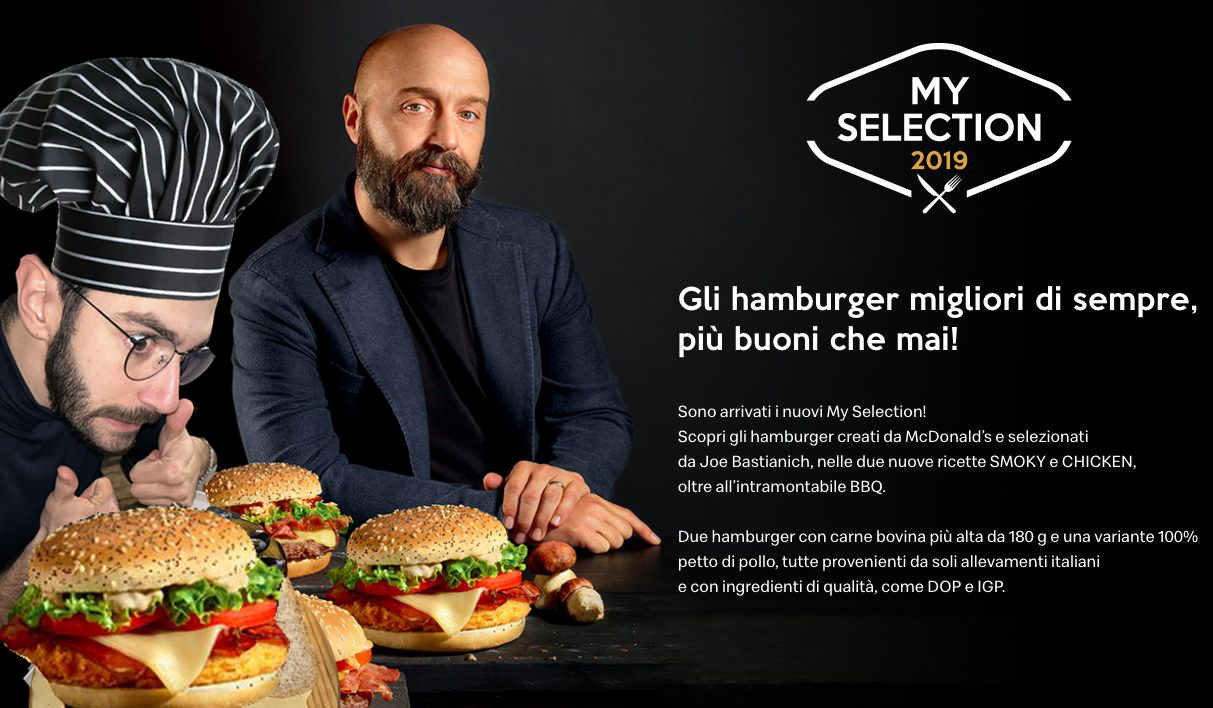 MY
SELECTION
2019
Gli hamburger migliori di sempre,
più buoni che mai!
Sono arrivati i nuovi My Selection!
Scopri gli hamburger creati da McDonald's e selezionati
da Joe Bastianich, nelle due nuove ricette SMOKY e CHICKEN,
oltre all'intramontabile BBQ.
Due hamburger con carne bovina più alta da 180 g e una variante 100%
petto di pollo, tutte provenienti da soli allevamenti italiani
e con ingredienti di qualità, come DOP e IGP.